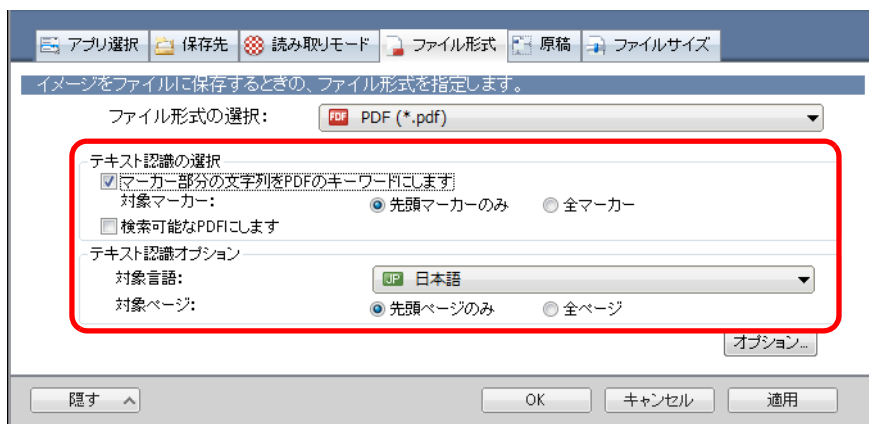 アプリ選択 保存先 読み取りモード ファイル形式 原稿 ファイルサイズ
イメージをファイルに保存するときの、ファイル形式を指定します。
ファイル形式の選択: PDF PDF (*.pdf)
テキスト認識の選択
マーカー部分の文字列をPDFのキーワードにします
対象マーカー: 先頭マーカーのみ 全マーカー
検索可能なPDFにします
テキスト認識オプション
対象言語: JP 日本語
対象ページ: 先頭ページのみ 全ページ
オプション...
隠す OK キャンセル 適用